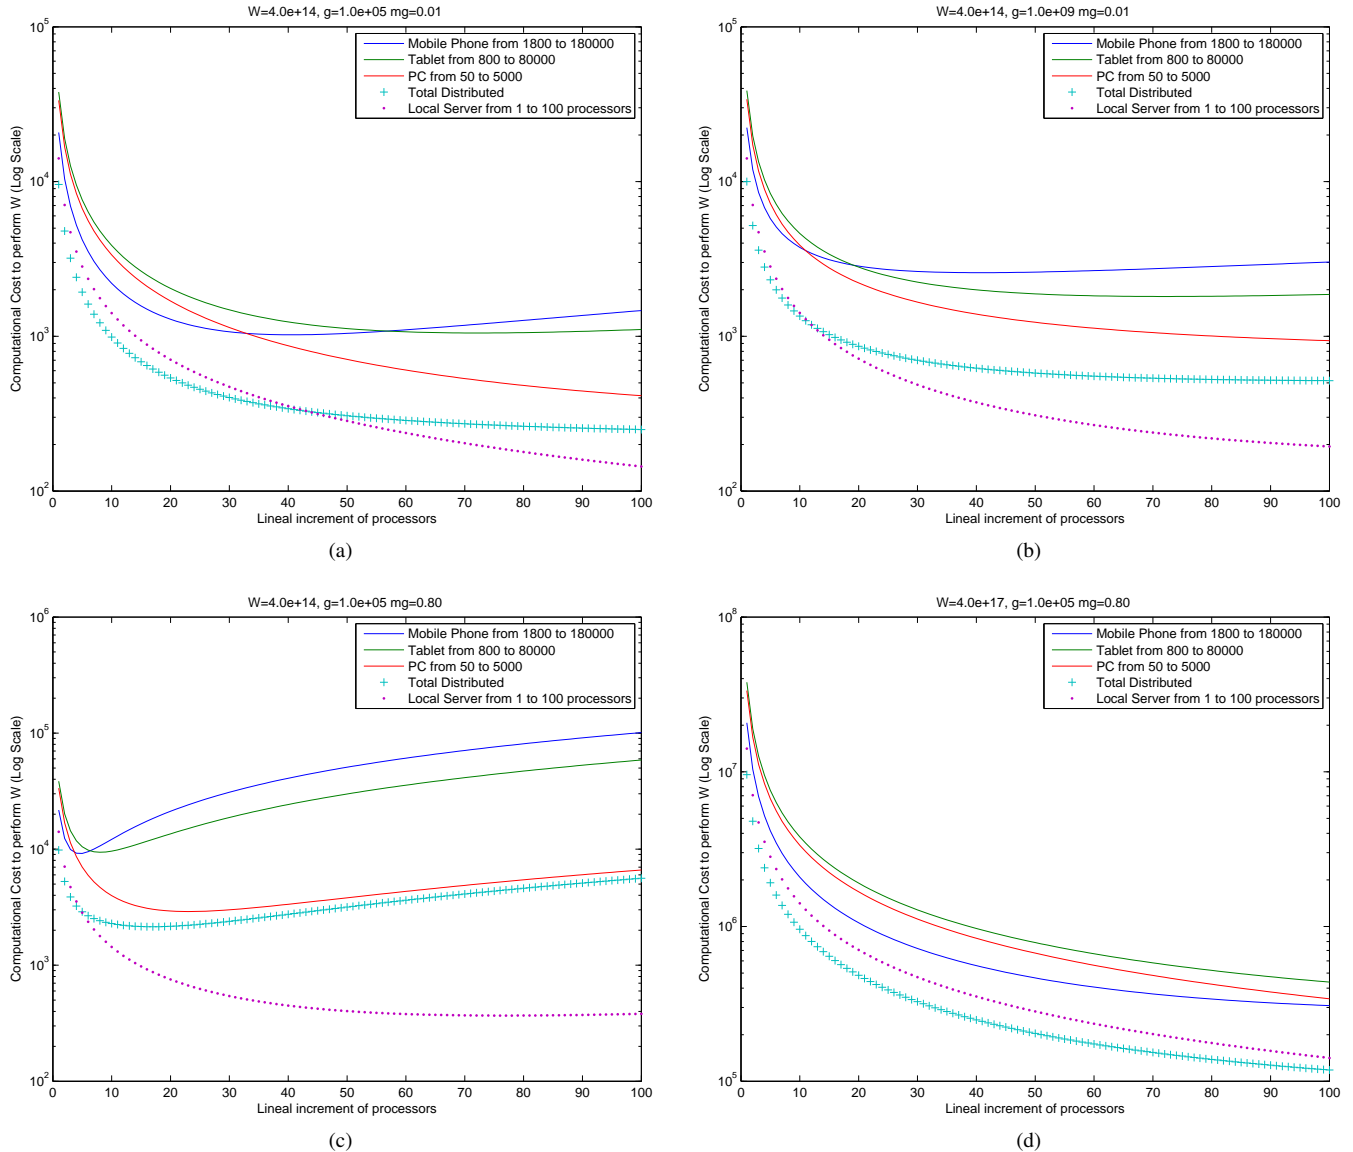 W=4.0e+14, g=1.0e+05 mg=0.01
Computational Cost to perform W (Log Scale)
10^5
10^4
10^3
10^2
Mobile Phone from 1800 to 180000
Tablet from 800 to 80000
PC from 50 to 5000
Total Distributed
Local Server from 1 to 100 processors
0 10 20 30 40 50 60 70 80 90 100
Lineal increment of processors
(a)
W=4.0e+14, g=1.0e+09 mg=0.01
Computational Cost to perform W (Log Scale)
10^5
10^4
10^3
10^2
Mobile Phone from 1800 to 180000
Tablet from 800 to 80000
PC from 50 to 5000
Total Distributed
Local Server from 1 to 100 processors
0 10 20 30 40 50 60 70 80 90 100
Lineal increment of processors
(b)
W=4.0e+14, g=1.0e+05 mg=0.80
Computational Cost to perform W (Log Scale)
10^6
10^5
10^4
10^3
10^2
Mobile Phone from 1800 to 180000
Tablet from 800 to 80000
PC from 50 to 5000
Total Distributed
Local Server from 1 to 100 processors
0 10 20 30 40 50 60 70 80 90 100
Lineal increment of processors
(c)
W=4.0e+17, g=1.0e+05 mg=0.80
Computational Cost to perform W (Log Scale)
10^8
10^7
10^6
10^5
Mobile Phone from 1800 to 180000
Tablet from 800 to 80000
PC from 50 to 5000
Total Distributed
Local Server from 1 to 100 processors
0 10 20 30 40 50 60 70 80 90 100
Lineal increment of processors
(d)